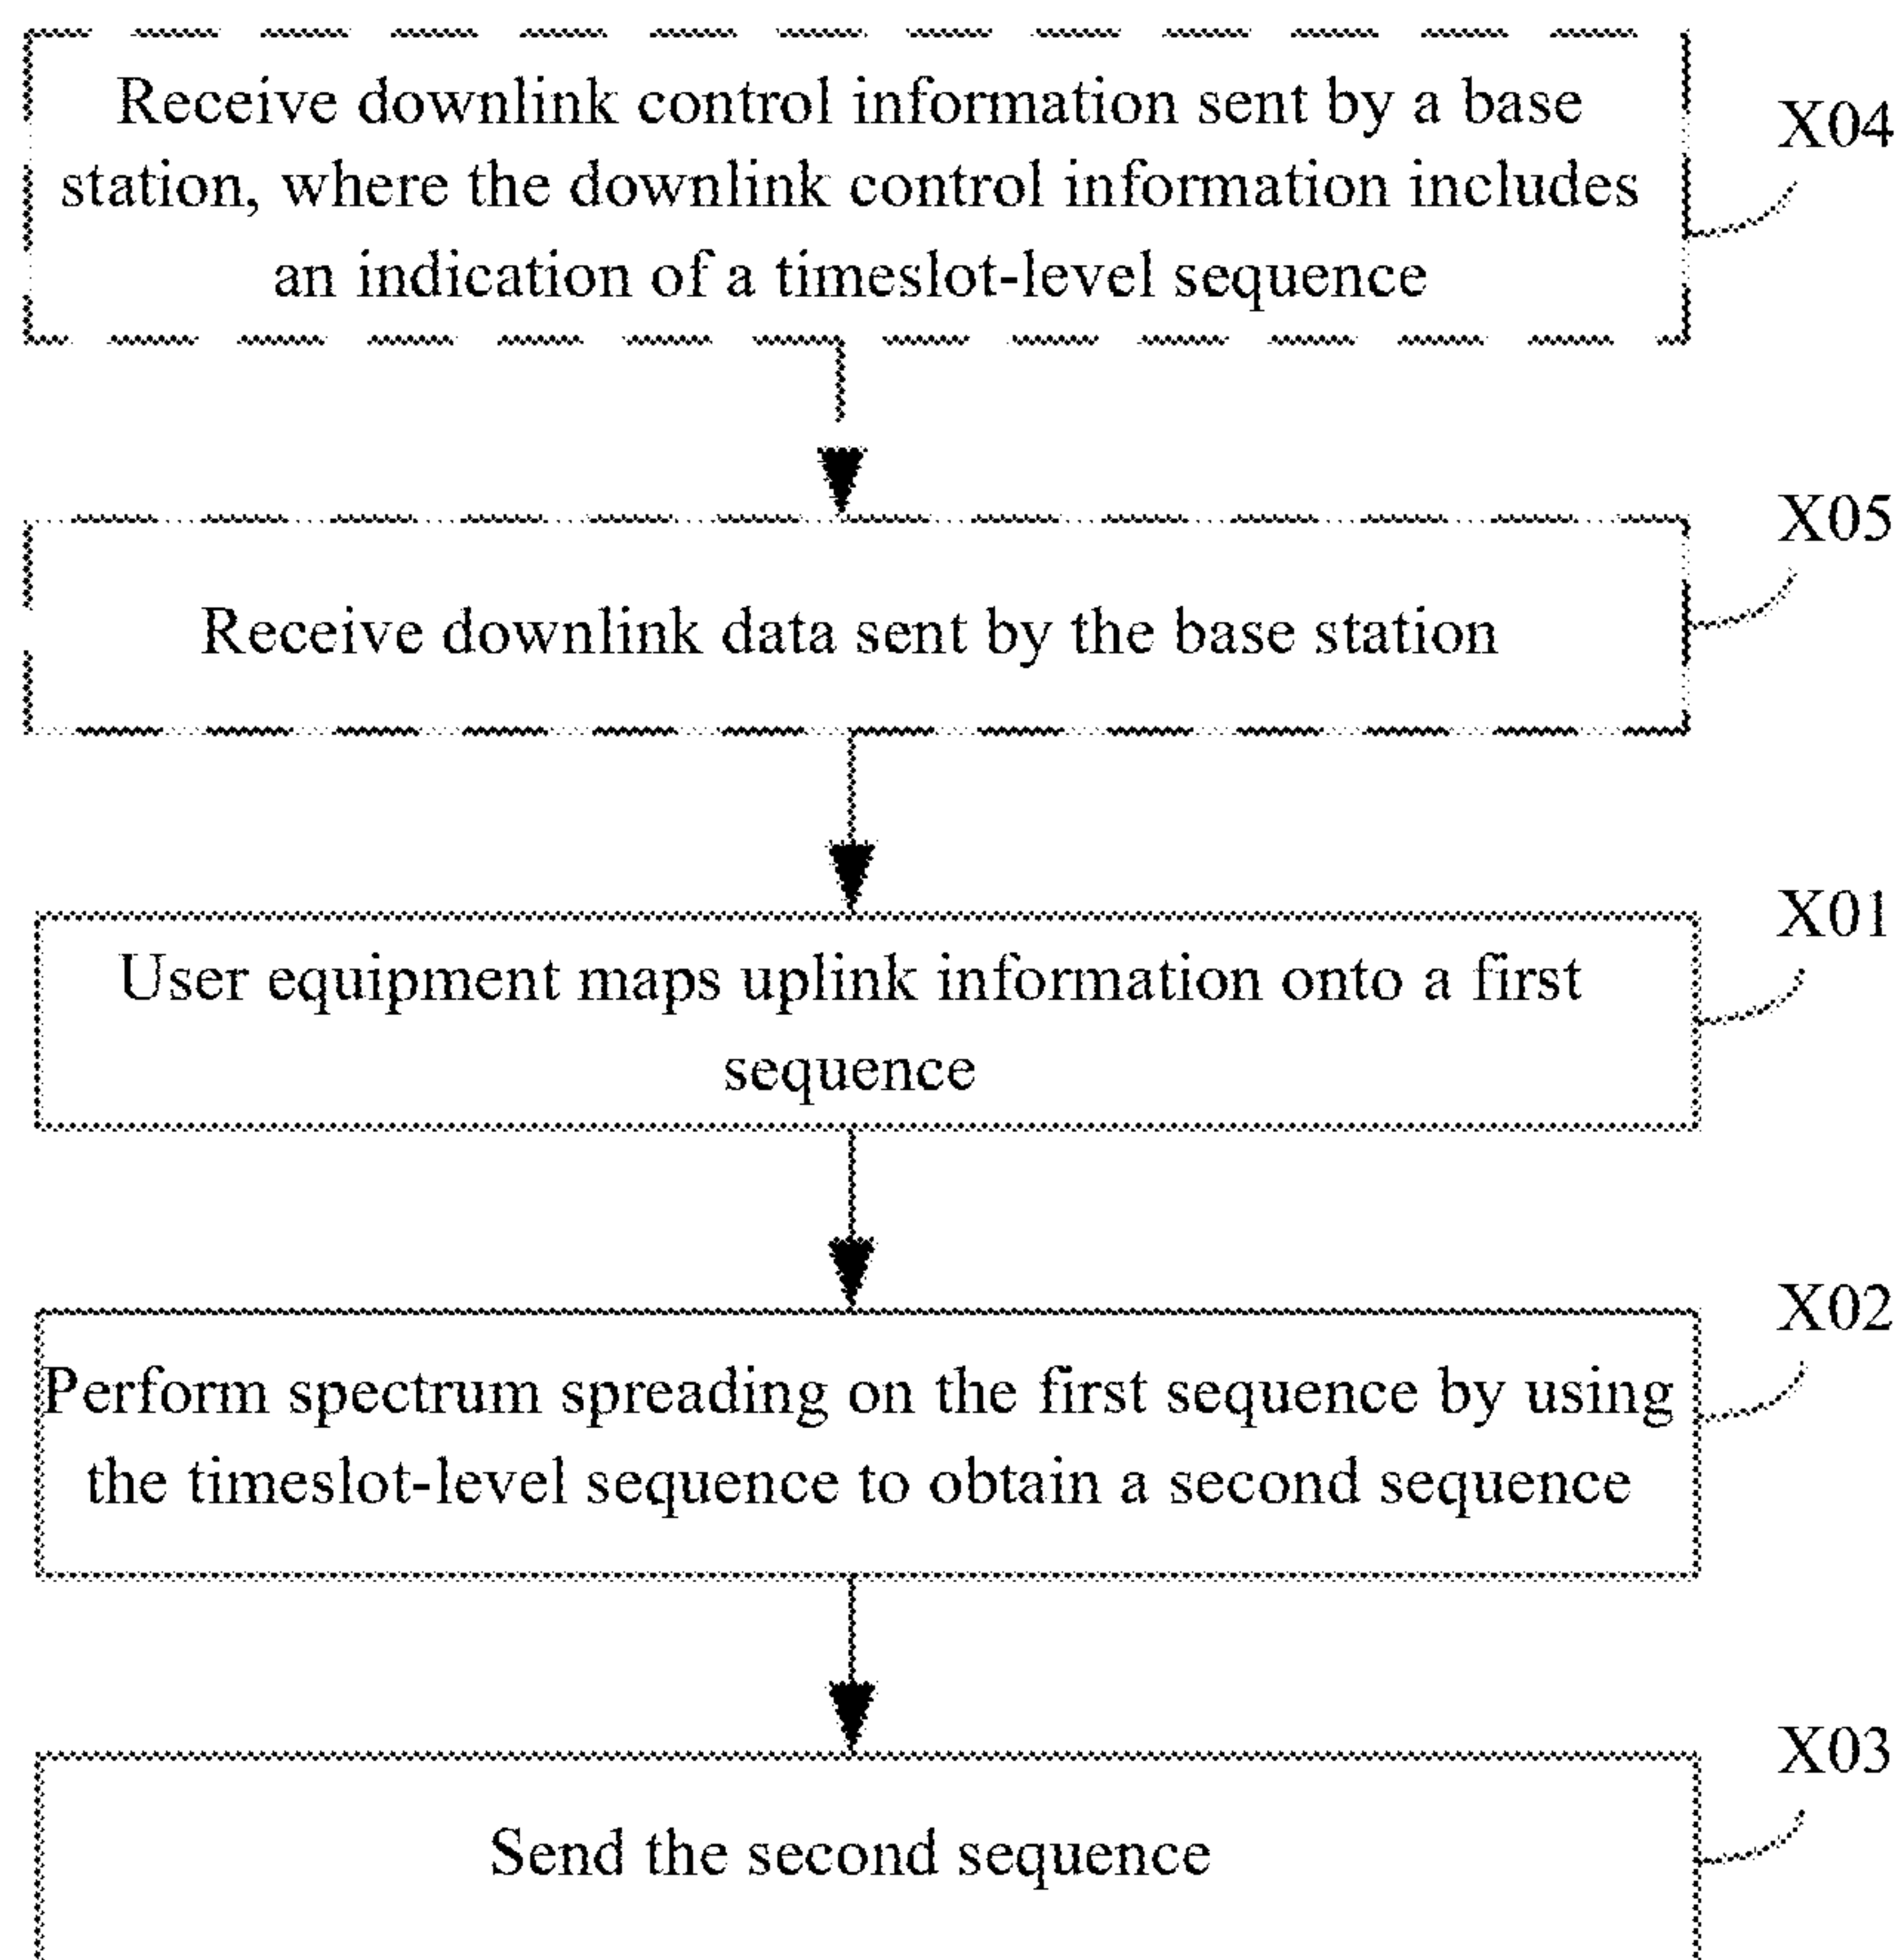 Receive downlink control information sent by a base
station, where the downlink control information includes
an indication of a timeslot-level sequence
X04
X05
Receive downlink data sent by the base station
X01
User equipment maps uplink information onto a first
sequence
X02
Perform spectrum spreading on the first sequence by using
the timeslot-level sequence to obtain a second sequence
X03
Send the second sequence